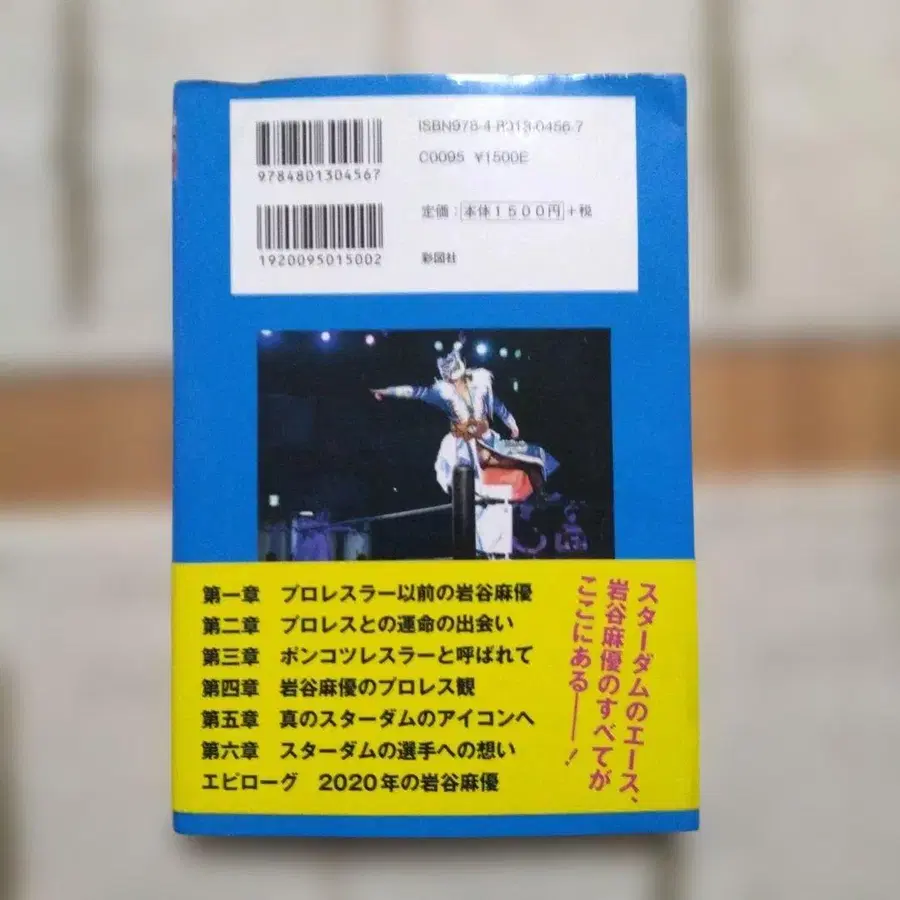 ISBN978-4-8013-0456-7
9784801304567
C0095 ¥1500E
定価：本体1500円+税
1920095015002
彩図社
第一章　プロレスラー以前の岩谷麻優
第二章　プロレスとの運命の出会い
第三章　ポンコツレスラーと呼ばれて
第四章　岩谷麻優のプロレス観
第五章　真のスターダムのアイコンへ
第六章　スターダムの選手への想い
エピローグ　2020年の岩谷麻優
スターダムのエース、
岩谷麻優のすべてが
ここにある――！